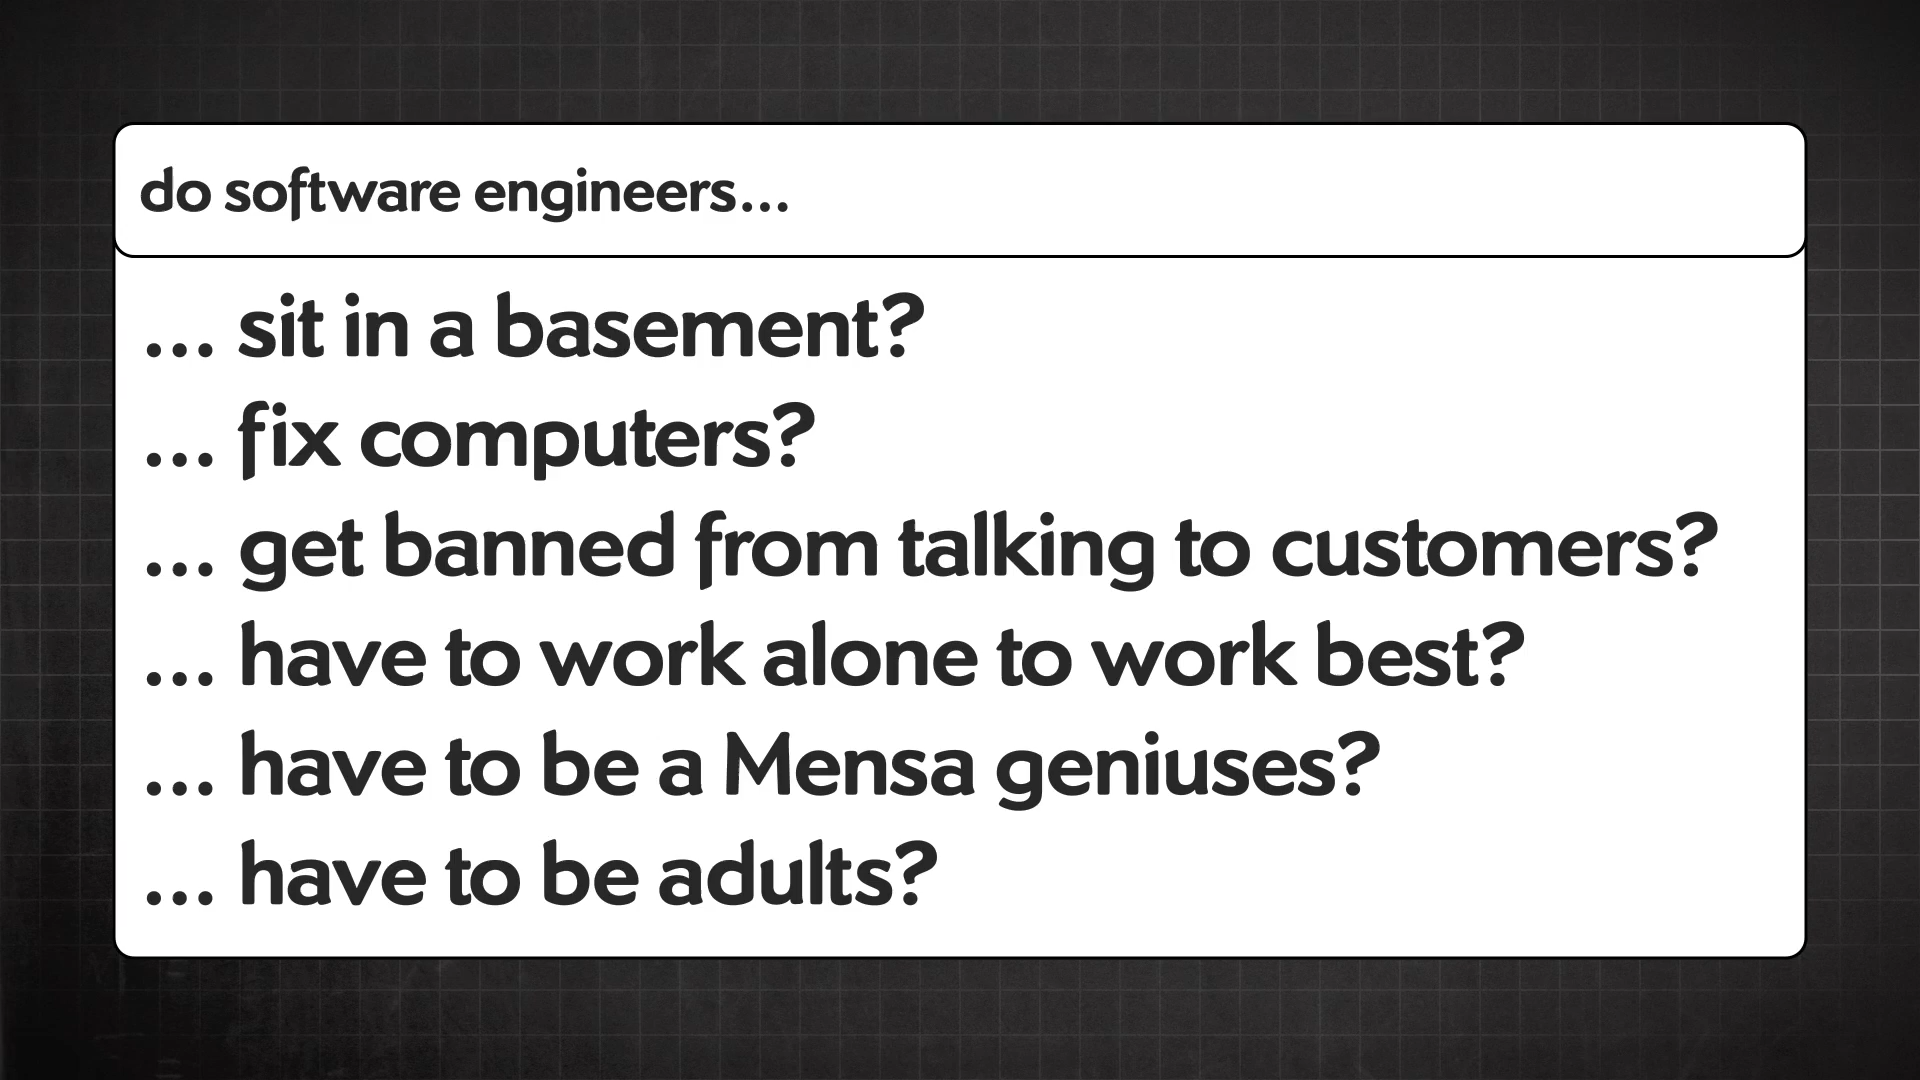 do software engineers...
... sit in a basement?
... fix computers?
... get banned from talking to customers?
... have to work alone to work best?
... have to be a Mensa geniuses?
... have to be adults?